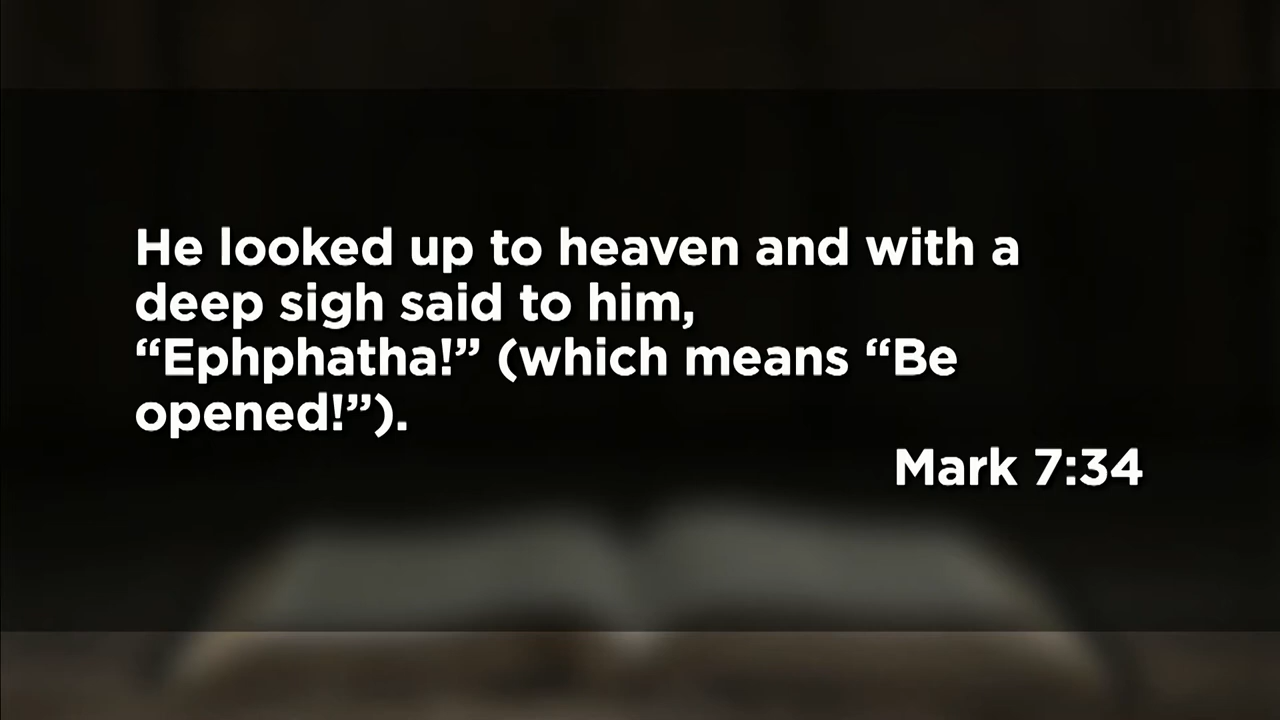 He looked up to heaven and with a
deep sigh said to him,
“Ephphatha!” (which means “Be
opened!”).
Mark 7:34